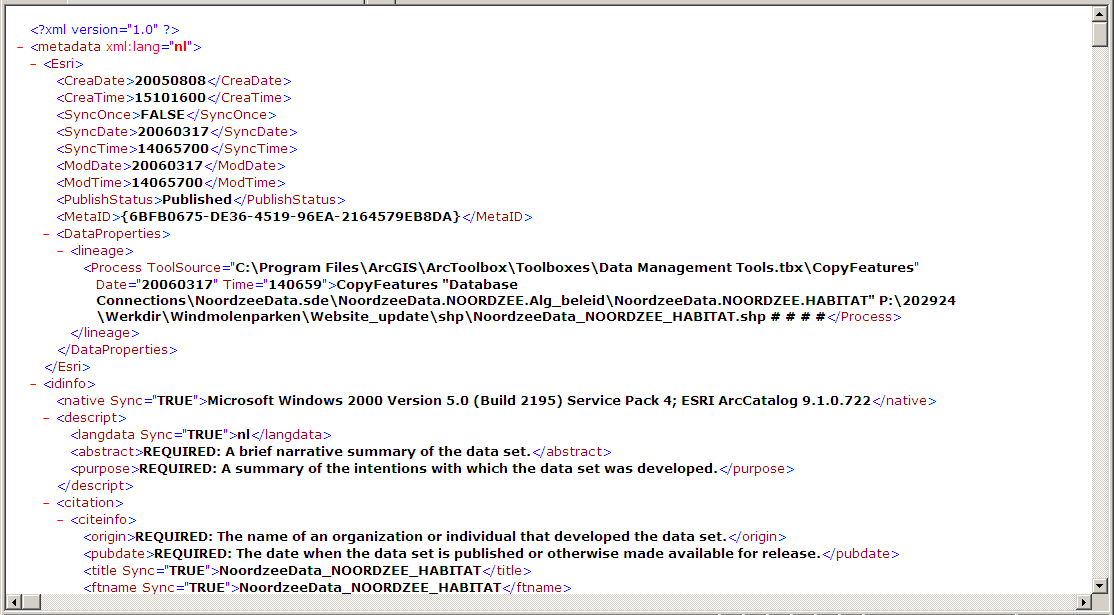 <?xml version="1.0" ?>
- <metadata xml:lang="nl">
- <Esri>
<CreaDate>20050808</CreaDate>
<CreaTime>15101600</CreaTime>
<SyncOnce>FALSE</SyncOnce>
<SyncDate>20060317</SyncDate>
<SyncTime>14065700</SyncTime>
<ModDate>20060317</ModDate>
<ModTime>14065700</ModTime>
<PublishStatus>Published</PublishStatus>
<MetaID>{6BFB0675-DE36-4519-96EA-2164579EB8DA}</MetaID>
- <DataProperties>
- <lineage>
<Process ToolSource="C:\Program Files\ArcGIS\ArcToolbox\Toolboxes\Data Management Tools.tbx\CopyFeatures"
Date="20060317" Time="140659">CopyFeatures "Database
Connections\NoordzeeData.sde\NoordzeeData.NOORDZEE.Alg_beleid\NoordzeeData.NOORDZEE.HABITAT" P:\202924
\Werkdir\Windmolenparken\Website_update\shp\NoordzeeData_NOORDZEE_HABITAT.shp # # # #</Process>
</lineage>
</DataProperties>
</Esri>
- <idinfo>
<native Sync="TRUE">Microsoft Windows 2000 Version 5.0 (Build 2195) Service Pack 4; ESRI ArcCatalog 9.1.0.722</native>
- <descript>
<langdata Sync="TRUE">nl</langdata>
<abstract>REQUIRED: A brief narrative summary of the data set.</abstract>
<purpose>REQUIRED: A summary of the intentions with which the data set was developed.</purpose>
</descript>
- <citation>
- <citeinfo>
<origin>REQUIRED: The name of an organization or individual that developed the data set.</origin>
<pubdate>REQUIRED: The date when the data set is published or otherwise made available for release.</pubdate>
<title Sync="TRUE">NoordzeeData_NOORDZEE_HABITAT</title>
<ftname Sync="TRUE">NoordzeeData_NOORDZEE_HABITAT</ftname>